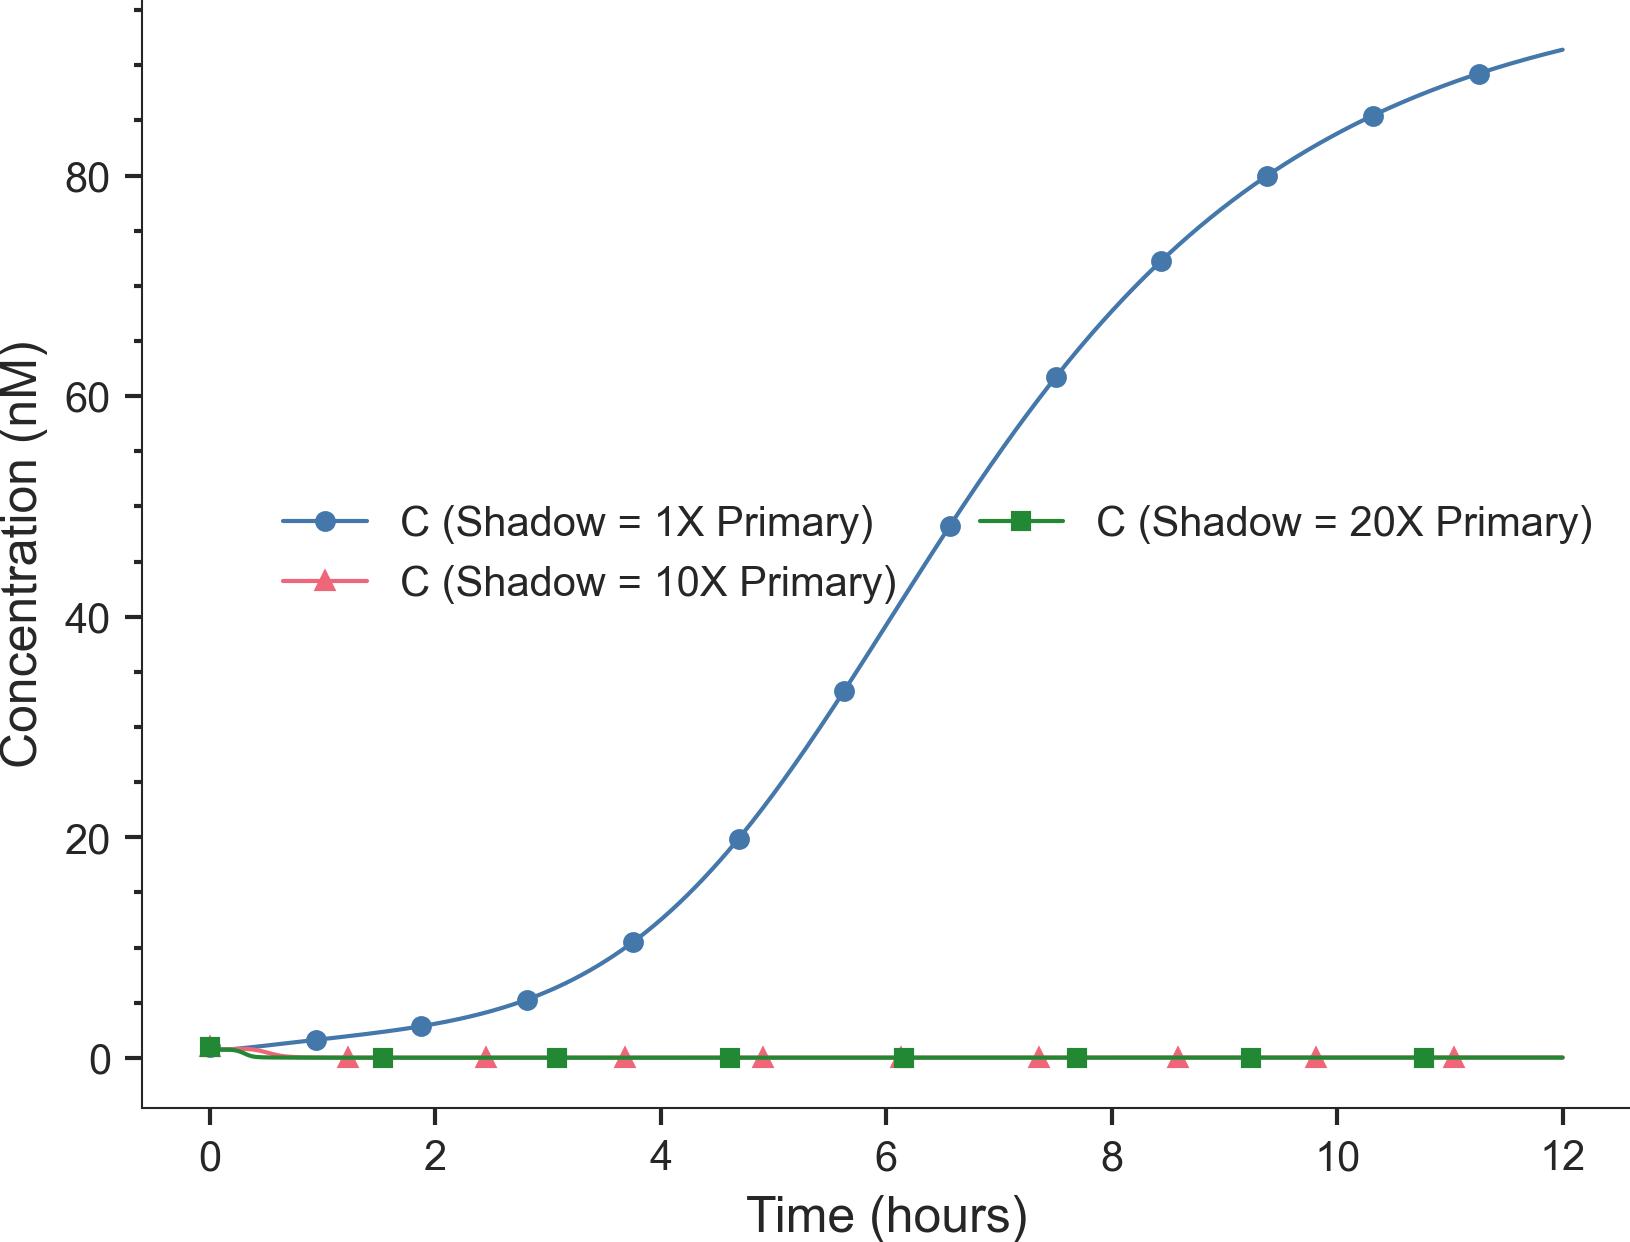 Concentration (nM)
80
60
40
20
0
C (Shadow = 1X Primary)
C (Shadow = 10X Primary)
C (Shadow = 20X Primary)
0 2 4 6 8 10 12
Time (hours)